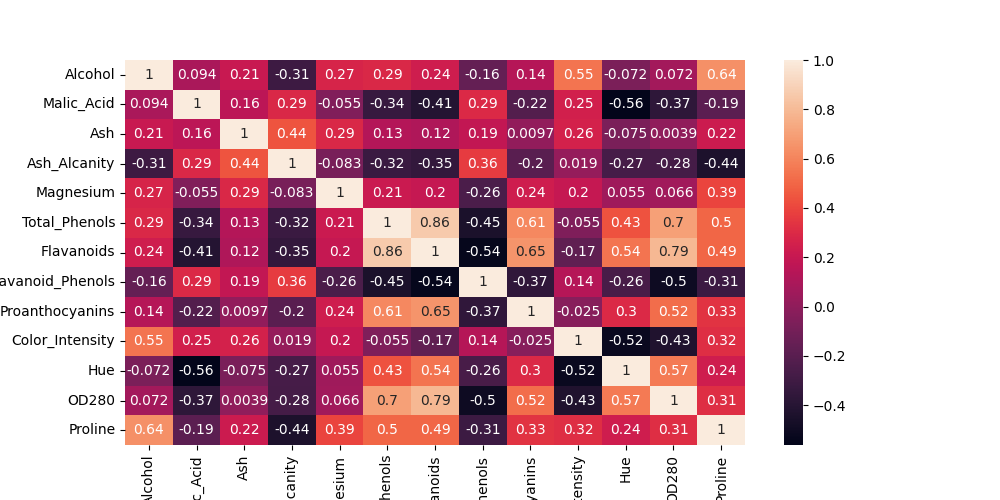 Alcohol 1 0.094 0.21 -0.31 0.27 0.29 0.24 -0.16 0.14 0.55 -0.072 0.072 0.64
Malic_Acid 0.094 1 0.16 0.29 -0.055 -0.34 -0.41 0.29 -0.22 0.25 -0.56 -0.37 -0.19
Ash 0.21 0.16 1 0.44 0.29 0.13 0.12 0.19 0.0097 0.26 -0.075 0.0039 0.22
Ash_Alcanity -0.31 0.29 0.44 1 -0.083 -0.32 -0.35 0.36 -0.2 0.019 -0.27 -0.28 -0.44
Magnesium 0.27 -0.055 0.29 -0.083 1 0.21 0.2 -0.26 0.24 0.2 0.055 0.066 0.39
Total_Phenols 0.29 -0.34 0.13 -0.32 0.21 1 0.86 -0.45 0.61 -0.055 0.43 0.7 0.5
Flavanoids 0.24 -0.41 0.12 -0.35 0.2 0.86 1 -0.54 0.65 -0.17 0.54 0.79 0.49
avanoid_Phenols -0.16 0.29 0.19 0.36 -0.26 -0.45 -0.54 1 -0.37 0.14 -0.26 -0.5 -0.31
Proanthocyanins 0.14 -0.22 0.0097 -0.2 0.24 0.61 0.65 -0.37 1 -0.025 0.3 0.52 0.33
Color_Intensity 0.55 0.25 0.26 0.019 0.2 -0.055 -0.17 0.14 -0.025 1 -0.52 -0.43 0.32
Hue -0.072 -0.56 -0.075 -0.27 0.055 0.43 0.54 -0.26 0.3 -0.52 1 0.57 0.24
OD280 0.072 -0.37 0.0039 -0.28 0.066 0.7 0.79 -0.5 0.52 -0.43 0.57 1 0.31
Proline 0.64 -0.19 0.22 -0.44 0.39 0.5 0.49 -0.31 0.33 0.32 0.24 0.31 1
lcohol
c_Acid
Ash
canity
esium
henols
anoids
henols
yanins
tensity
Hue
OD280
Proline
1.0
0.8
0.6
0.4
0.2
0.0
−0.2
−0.4